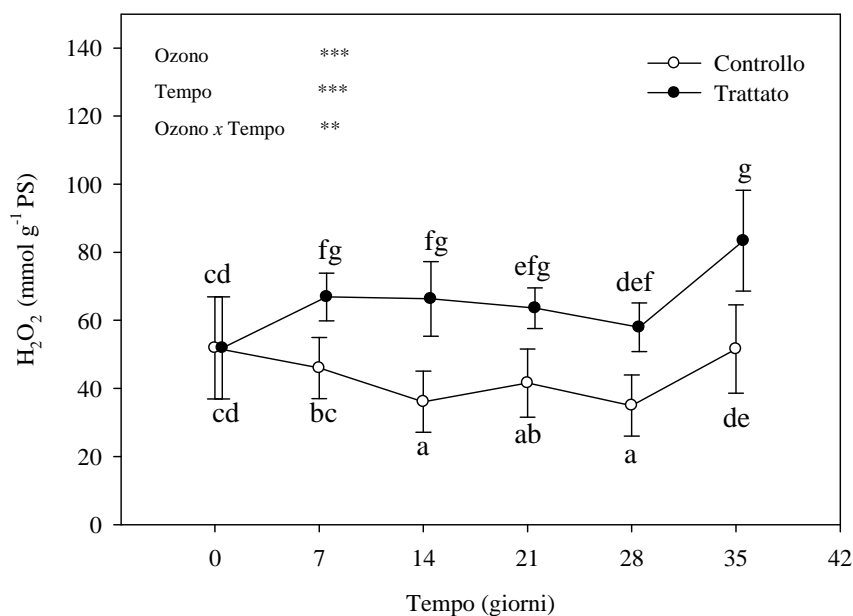 140
120
100
80
60
40
20
0
H₂O₂ (mmol g⁻¹ PS)
Ozono ***
Tempo ***
Ozono x Tempo **
Controllo
Trattato
cd
fg
fg
efg
def
g
cd
bc
a
ab
a
de
0 7 14 21 28 35 42
Tempo (giorni)